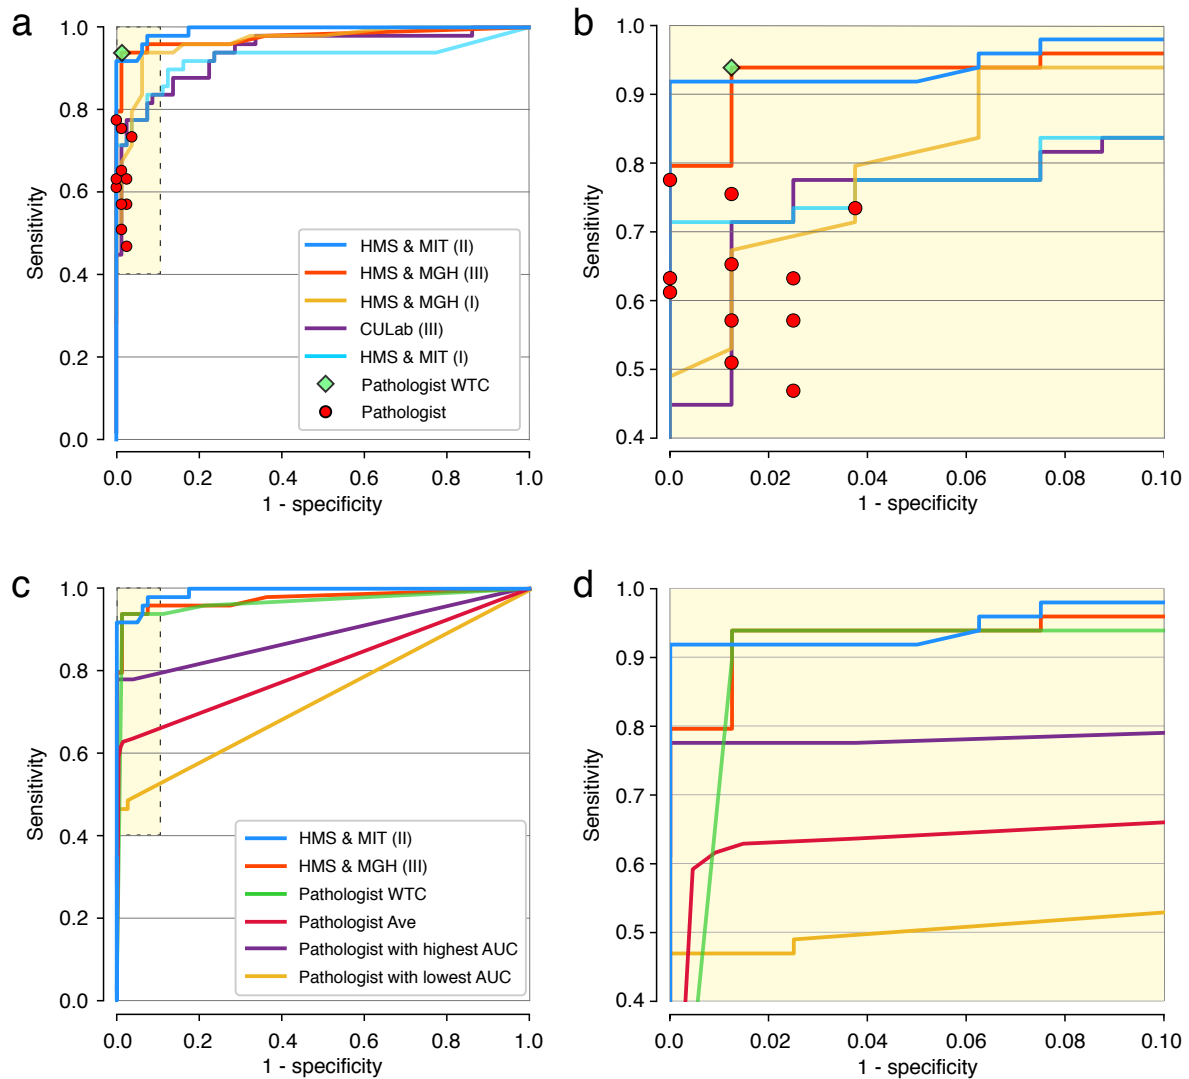 a
1.0
0.8
0.6
0.4
0.2
0.0
Sensitivity
HMS & MIT (II)
HMS & MGH (III)
HMS & MGH (I)
CULab (III)
HMS & MIT (I)
Pathologist WTC
Pathologist
0.0 0.2 0.4 0.6 0.8 1.0
1 - specificity
b
1.0
0.9
0.8
0.7
0.6
0.5
0.4
Sensitivity
0.0 0.02 0.04 0.06 0.08 0.10
1 - specificity
c
1.0
0.8
0.6
0.4
0.2
0.0
Sensitivity
HMS & MIT (II)
HMS & MGH (III)
Pathologist WTC
Pathologist Ave
Pathologist with highest AUC
Pathologist with lowest AUC
0.0 0.2 0.4 0.6 0.8 1.0
1 - specificity
d
1.0
0.9
0.8
0.7
0.6
0.5
0.4
Sensitivity
0.0 0.02 0.04 0.06 0.08 0.10
1 - specificity